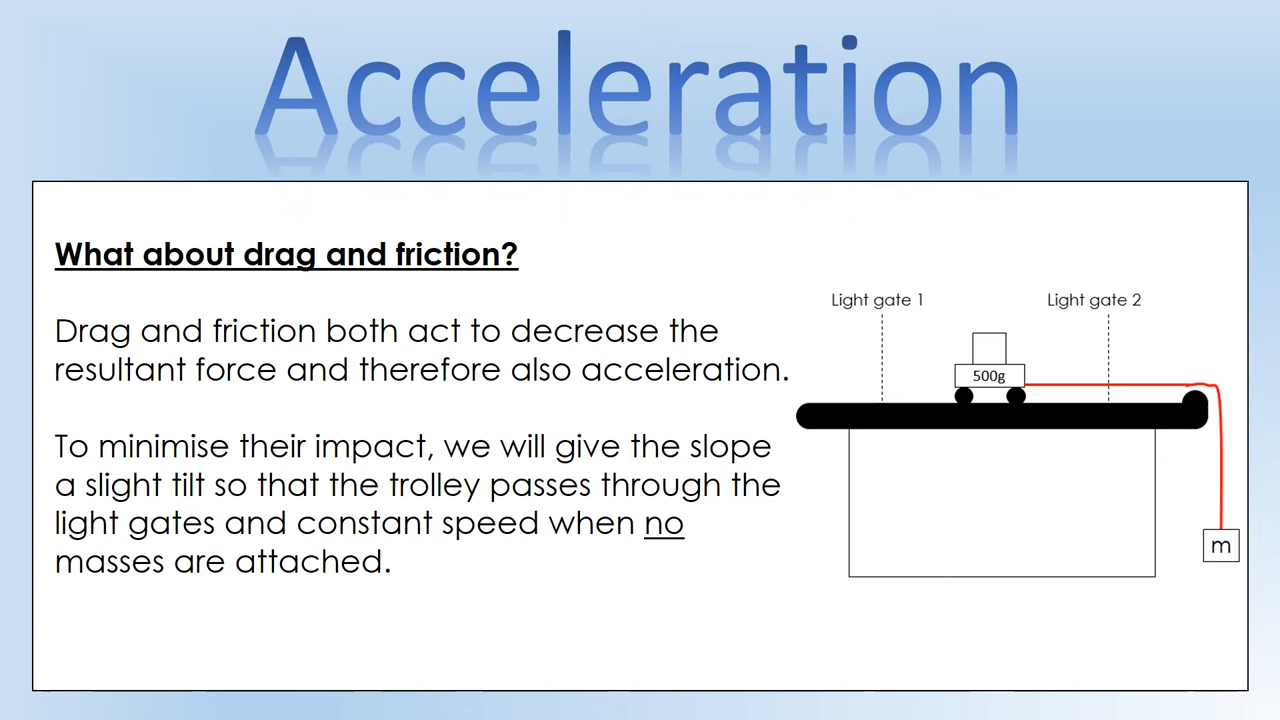 Acceleration
What about drag and friction?
Drag and friction both act to decrease the
resultant force and therefore also acceleration.
To minimise their impact, we will give the slope
a slight tilt so that the trolley passes through the
light gates and constant speed when no
masses are attached.
Light gate 1
Light gate 2
500g
m